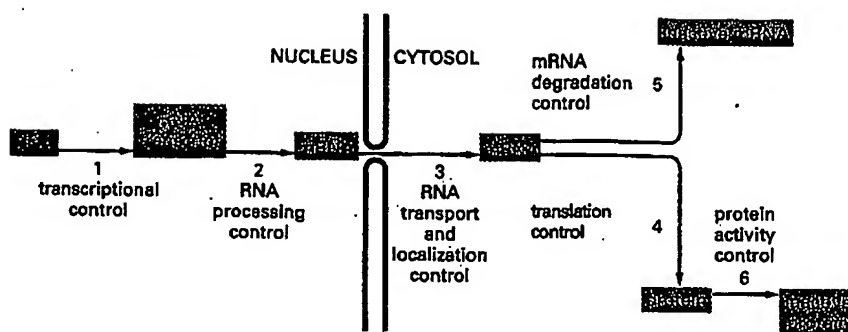 NUCLEUS
CYTOSOL
mRNA
degradation
control
5
1
transcriptional
control
2
RNA
processing
control
3
RNA
transport
and
localization
control
translation
control
4
protein
activity
control
6